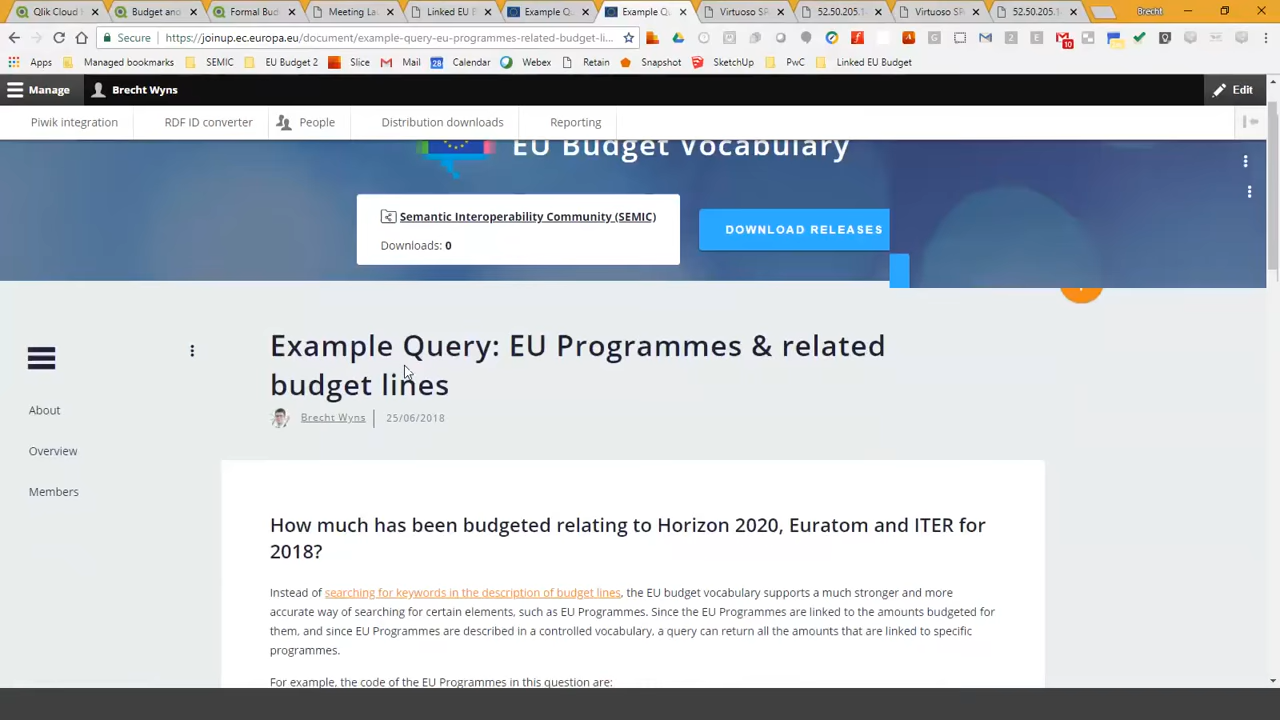 Qlik Cloud
Budget and
Formal Bud
Meeting La
Linked EU B
Example Q
Example Qu
Virtuoso SP
52.50.205.1
Virtuoso SP
52.50.205.1
Brecht
Secure
https://joinup.ec.europa.eu/document/example-query-eu-programmes-related-budget-li...
Apps
Managed bookmarks
SEMIC
EU Budget 2
Slice
Mail
Calendar
Webex
Retain
Snapshot
SketchUp
PwC
Linked EU Budget
Manage
Brecht Wyns
Edit
Piwik integration
RDF ID converter
People
Distribution downloads
Reporting
EU Budget Vocabulary
Semantic Interoperability Community (SEMIC)
Downloads: 0
DOWNLOAD RELEASES
Example Query: EU Programmes & related
budget lines
Brecht Wyns
25/06/2018
About
Overview
Members
How much has been budgeted relating to Horizon 2020, Euratom and ITER for
2018?
Instead of searching for keywords in the description of budget lines, the EU budget vocabulary supports a much stronger and more
accurate way of searching for certain elements, such as EU Programmes. Since the EU Programmes are linked to the amounts budgeted for
them, and since EU Programmes are described in a controlled vocabulary, a query can return all the amounts that are linked to specific
programmes.
For example, the code of the EU Programmes in this question are: